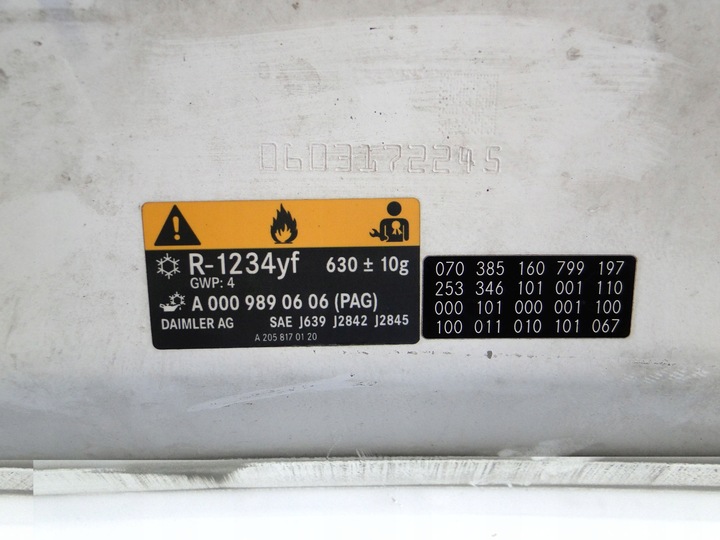 0603172245
R-1234yf 630 ± 10g
GWP: 4
A 000 989 06 06 (PAG)
DAIMLER AG SAE J639 J2842 J2845
A 205 817 01 20
070 385 160 799 197
253 346 101 001 110
000 101 000 001 100
100 011 010 101 067